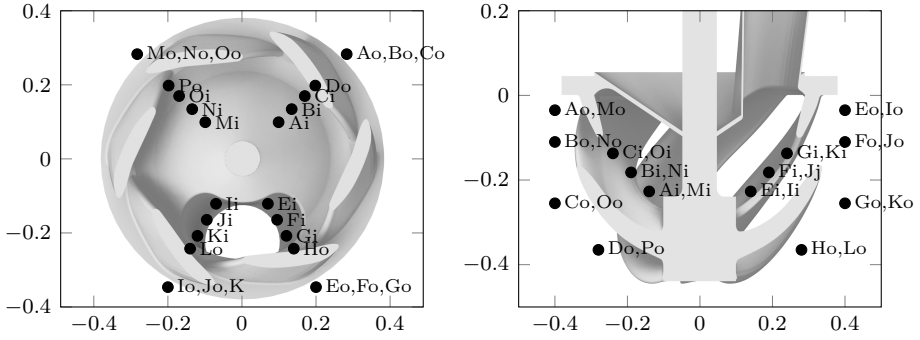 0.4
0.2
0
−0.2
−0.4
−0.4
−0.2
0
0.2
0.4
Mo,No,Oo
Ao,Bo,Co
Po
Do
Oi
Ci
Ni
Bi
Mi
Ai
Ii
Ei
Ji
Fi
Ki
Gi
Lo
Ho
Io,Jo,K
Eo,Fo,Go
0.2
0
−0.2
−0.4
−0.4
−0.2
0
0.2
0.4
Ao,Mo
Eo,Io
Bo,No
Fo,Jo
Ci,Oi
Gi,Ki
Bi,Ni
Fi,Jj
Ai,Mi
Ei,Ii
Co,Oo
Go,Ko
Do,Po
Ho,Lo